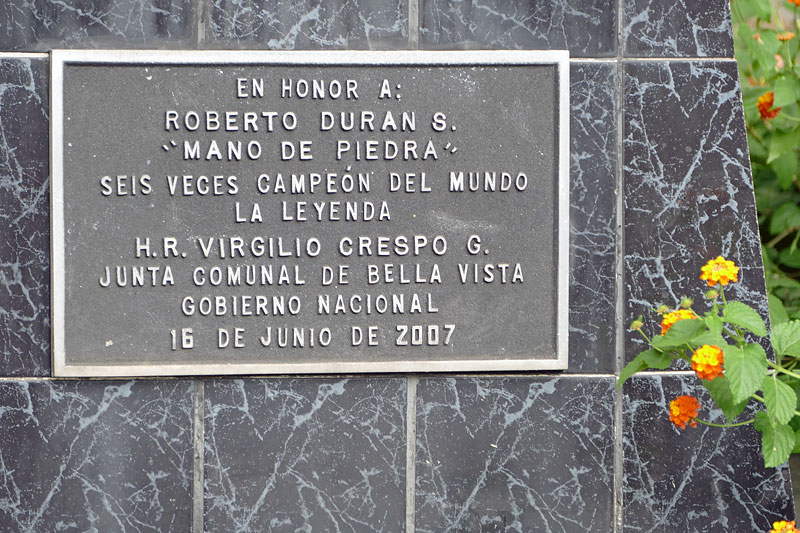 EN HONOR A:
ROBERTO DURAN S.
"MANO DE PIEDRA"
SEIS VECES CAMPEÓN DEL MUNDO
LA LEYENDA
H.R. VIRGILIO CRESPO G.
JUNTA COMUNAL DE BELLA VISTA
GOBIERNO NACIONAL
16 DE JUNIO DE 2007